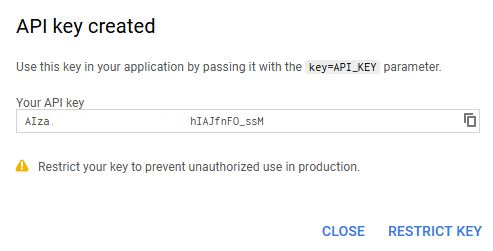 API key created
Use this key in your application by passing it with the key=API_KEY parameter.
Your API key
AIza. hIAJfnFO_ssM
Restrict your key to prevent unauthorized use in production.
CLOSE RESTRICT KEY